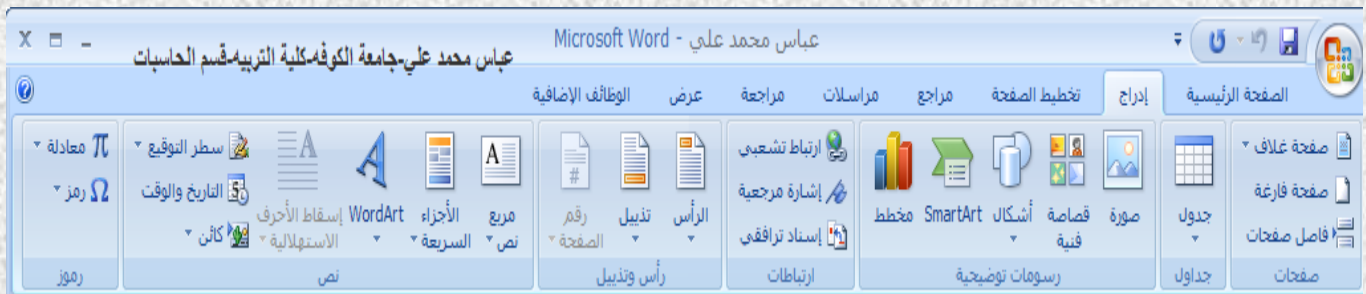 عباس محمد علي - Microsoft Word
عباس محمد علي-جامعة الكوفه-كلية التربيه-قسم الحاسبات
الصفحة الرئيسية
إدراج
تخطيط الصفحة
مراجع
مراسلات
مراجعة
عرض
الوظائف الإضافية
صفحة غلاف
صفحة فارغة
فاصل صفحات
صفحات
جدول
جداول
صورة
قصاصة
فنية
أشكال
SmartArt
مخطط
رسومات توضيحية
ارتباط تشعبي
إشارة مرجعية
إسناد ترافقي
ارتباطات
الرأس
تذييل
رقم
الصفحة
رأس وتذييل
مربع
نص
الأجزاء
السريعة
WordArt
إسقاط الأحرف
الاستهلالية
سطر التوقيع
التاريخ والوقت
كائن
نص
π معادلة
Ω رمز
رموز